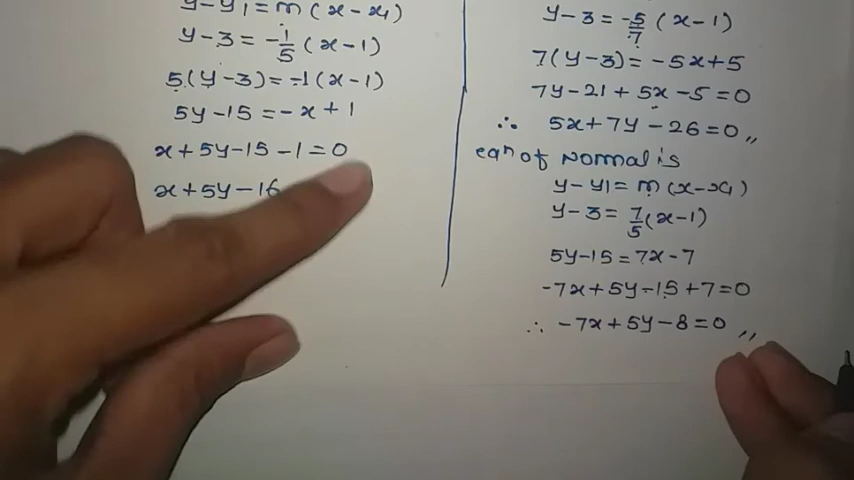 y-y₁=m(x-x₁)
y-3=-1/5(x-1)
5(y-3)=-1(x-1)
5y-15=-x+1
x+5y-15-1=0
x+5y-16
y-3=-5/7(x-1)
7(y-3)=-5x+5
7y-21+5x-5=0
∴ 5x+7y-26=0,,
eqn of Normal is
y-y₁=m(x-x₁)
y-3=7/5(x-1)
5y-15=7x-7
-7x+5y-15+7=0
∴ -7x+5y-8=0,,